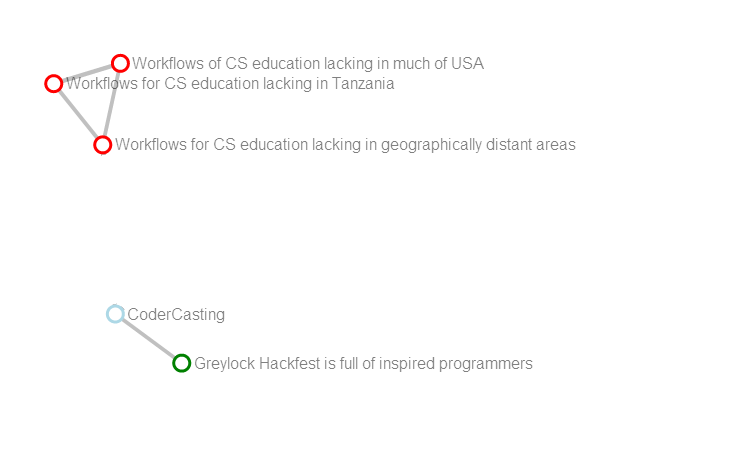 Workflows of CS education lacking in much of USA
Workflows for CS education lacking in Tanzania
Workflows for CS education lacking in geographically distant areas
CoderCasting
Greylock Hackfest is full of inspired programmers